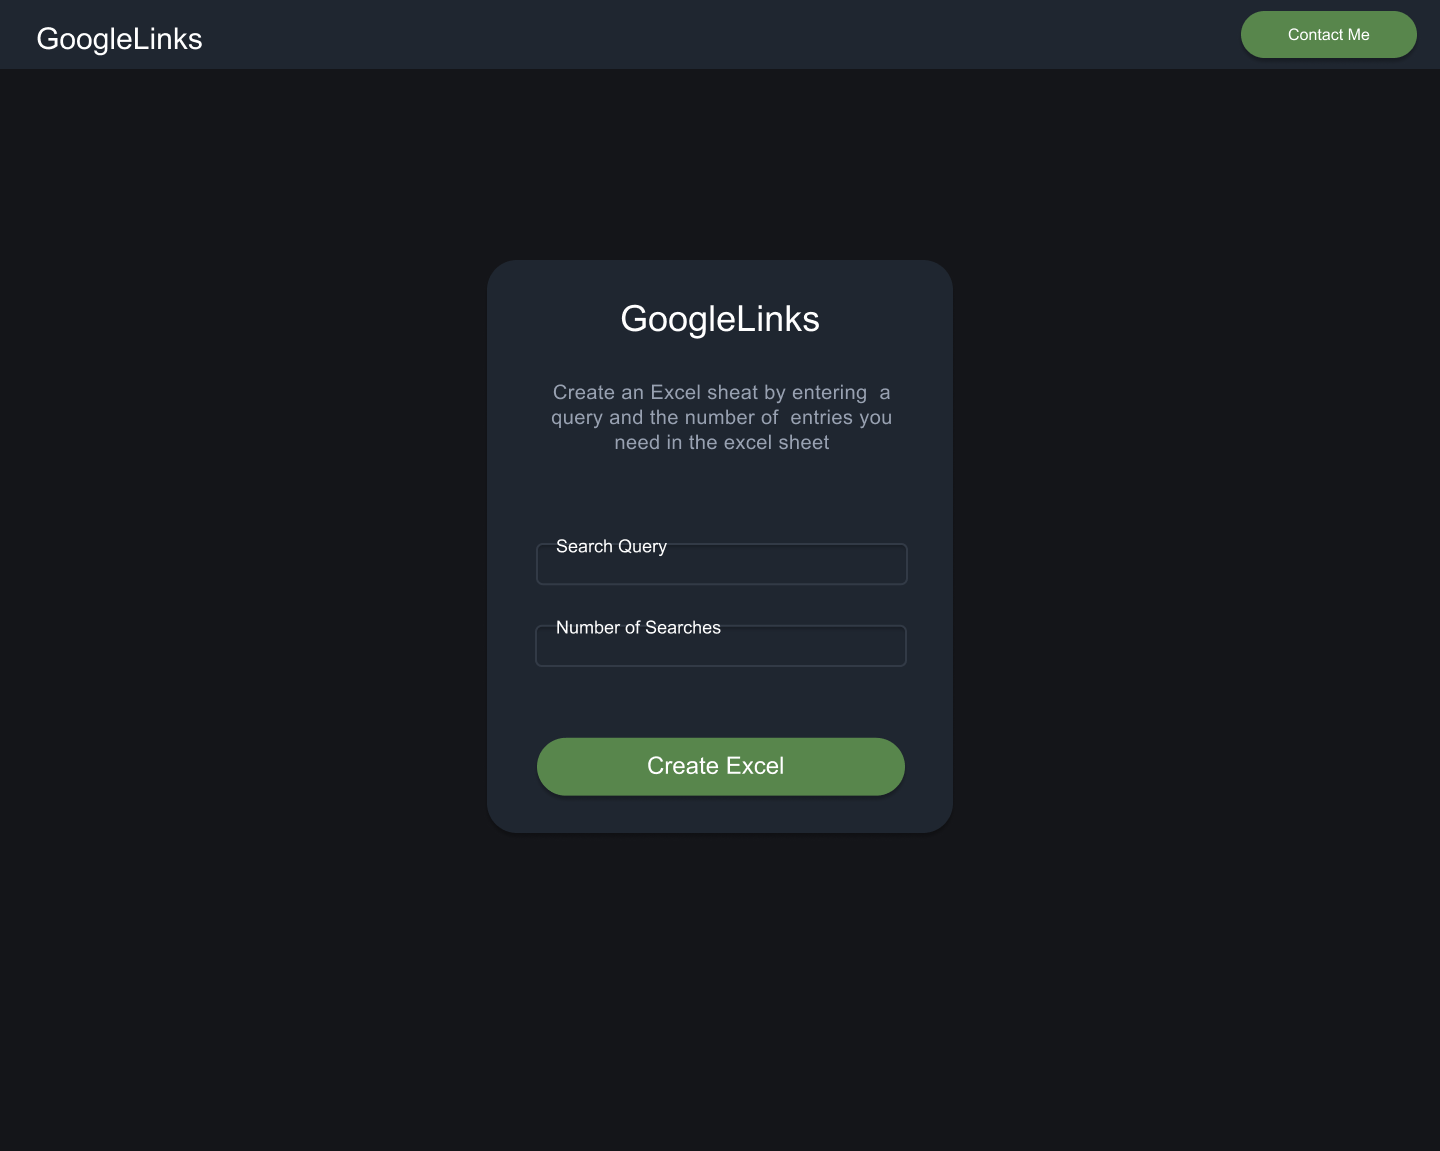 GoogleLinks
Contact Me
GoogleLinks
Create an Excel sheat by entering  a
query and the number of  entries you
need in the excel sheet
Search Query
Number of Searches
Create Excel